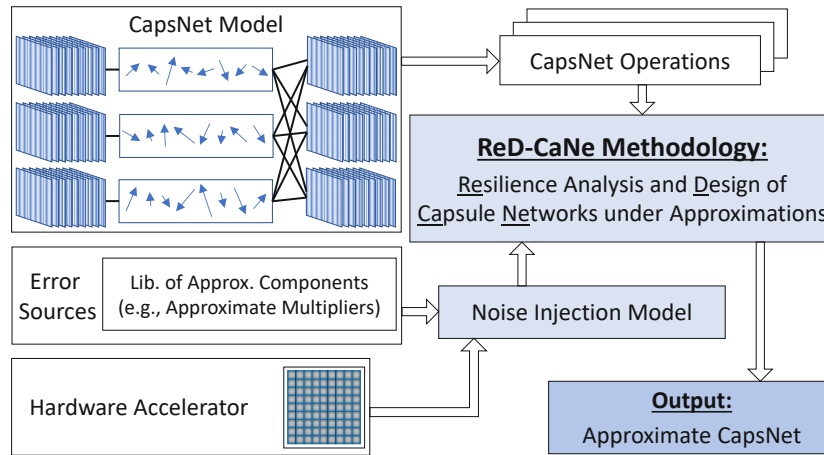 CapsNet Model
CapsNet Operations
ReD-CaNe Methodology:
Resilience Analysis and Design of
Capsule Networks under Approximations
Error
Sources
Lib. of Approx. Components
(e.g., Approximate Multipliers)
Noise Injection Model
Hardware Accelerator
Output:
Approximate CapsNet